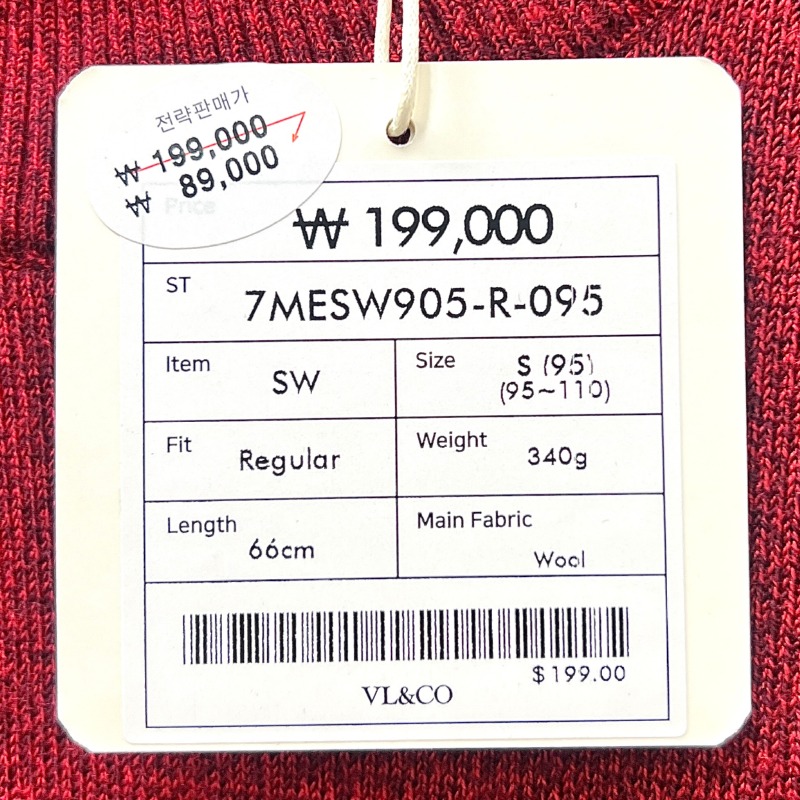 전략판매가
₩ 199,000
₩ 89,000
Price
₩ 199,000
ST
7MESW905-R-095
Item
SW
Size
S (95)
(95~110)
Fit
Regular
Weight
340g
Length
66cm
Main Fabric
Wool
$199.00
VL&CO